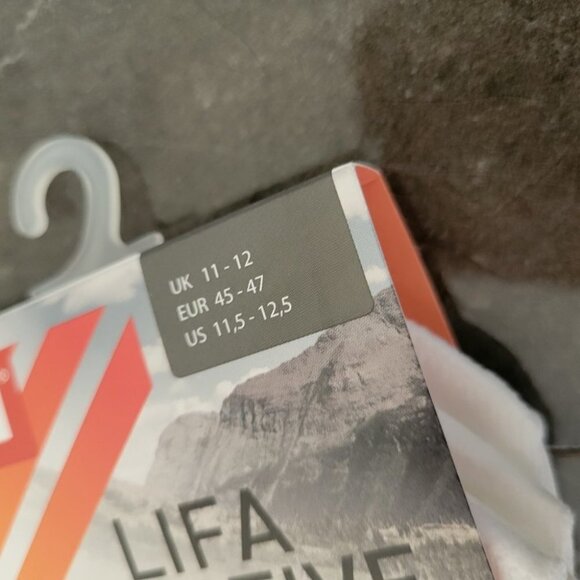 UK 11 - 12
EUR 45 - 47
US 11,5 - 12,5
®
LIFA